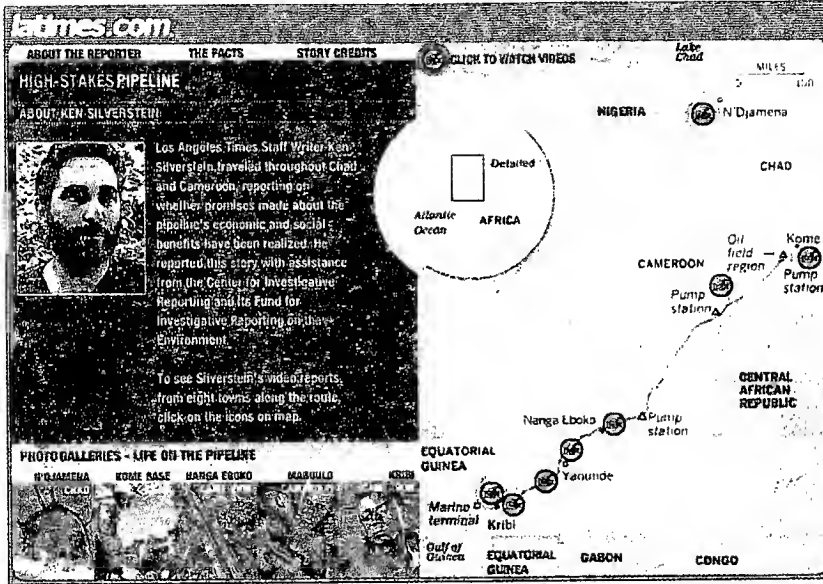 latimes.com
ABOUT THE REPORTER
THE FACTS
STORY CREDITS
HIGH-STAKES PIPELINE
ABOUT KEN SILVERSTEIN
Los Angeles Times Staff Writer Ken
Silverstein traveled throughout Chad
and Cameroon, reporting on
whether promises made about the
pipeline's economic and social
benefits have been realized. He
reported this story with assistance
from the Center for Investigative
Reporting and its Fund for
Investigative Reporting on the
Environment.
To see Silverstein's video reports
from eight towns along the route,
click on the icons on map.
PHOTO GALLERIES - LIFE ON THE PIPELINE
N'DJAMENA
KOME BASE
NANGA EBOKO
KRIBI
CLICK TO WATCH VIDEOS
Lake
Chad
MILES
0
100
NIGERIA
N'Djamena
CHAD
Detailed
Atlantic
Ocean
AFRICA
CAMEROON
Oil
field
region
Kome
Pump
station
Pump
station
CENTRAL
AFRICAN
REPUBLIC
Nanga Eboko
Pump
station
EQUATORIAL
GUINEA
Yaounde
Marine
terminal
Kribi
Gulf of
Guinea
EQUATORIAL
GUINEA
GABON
CONGO